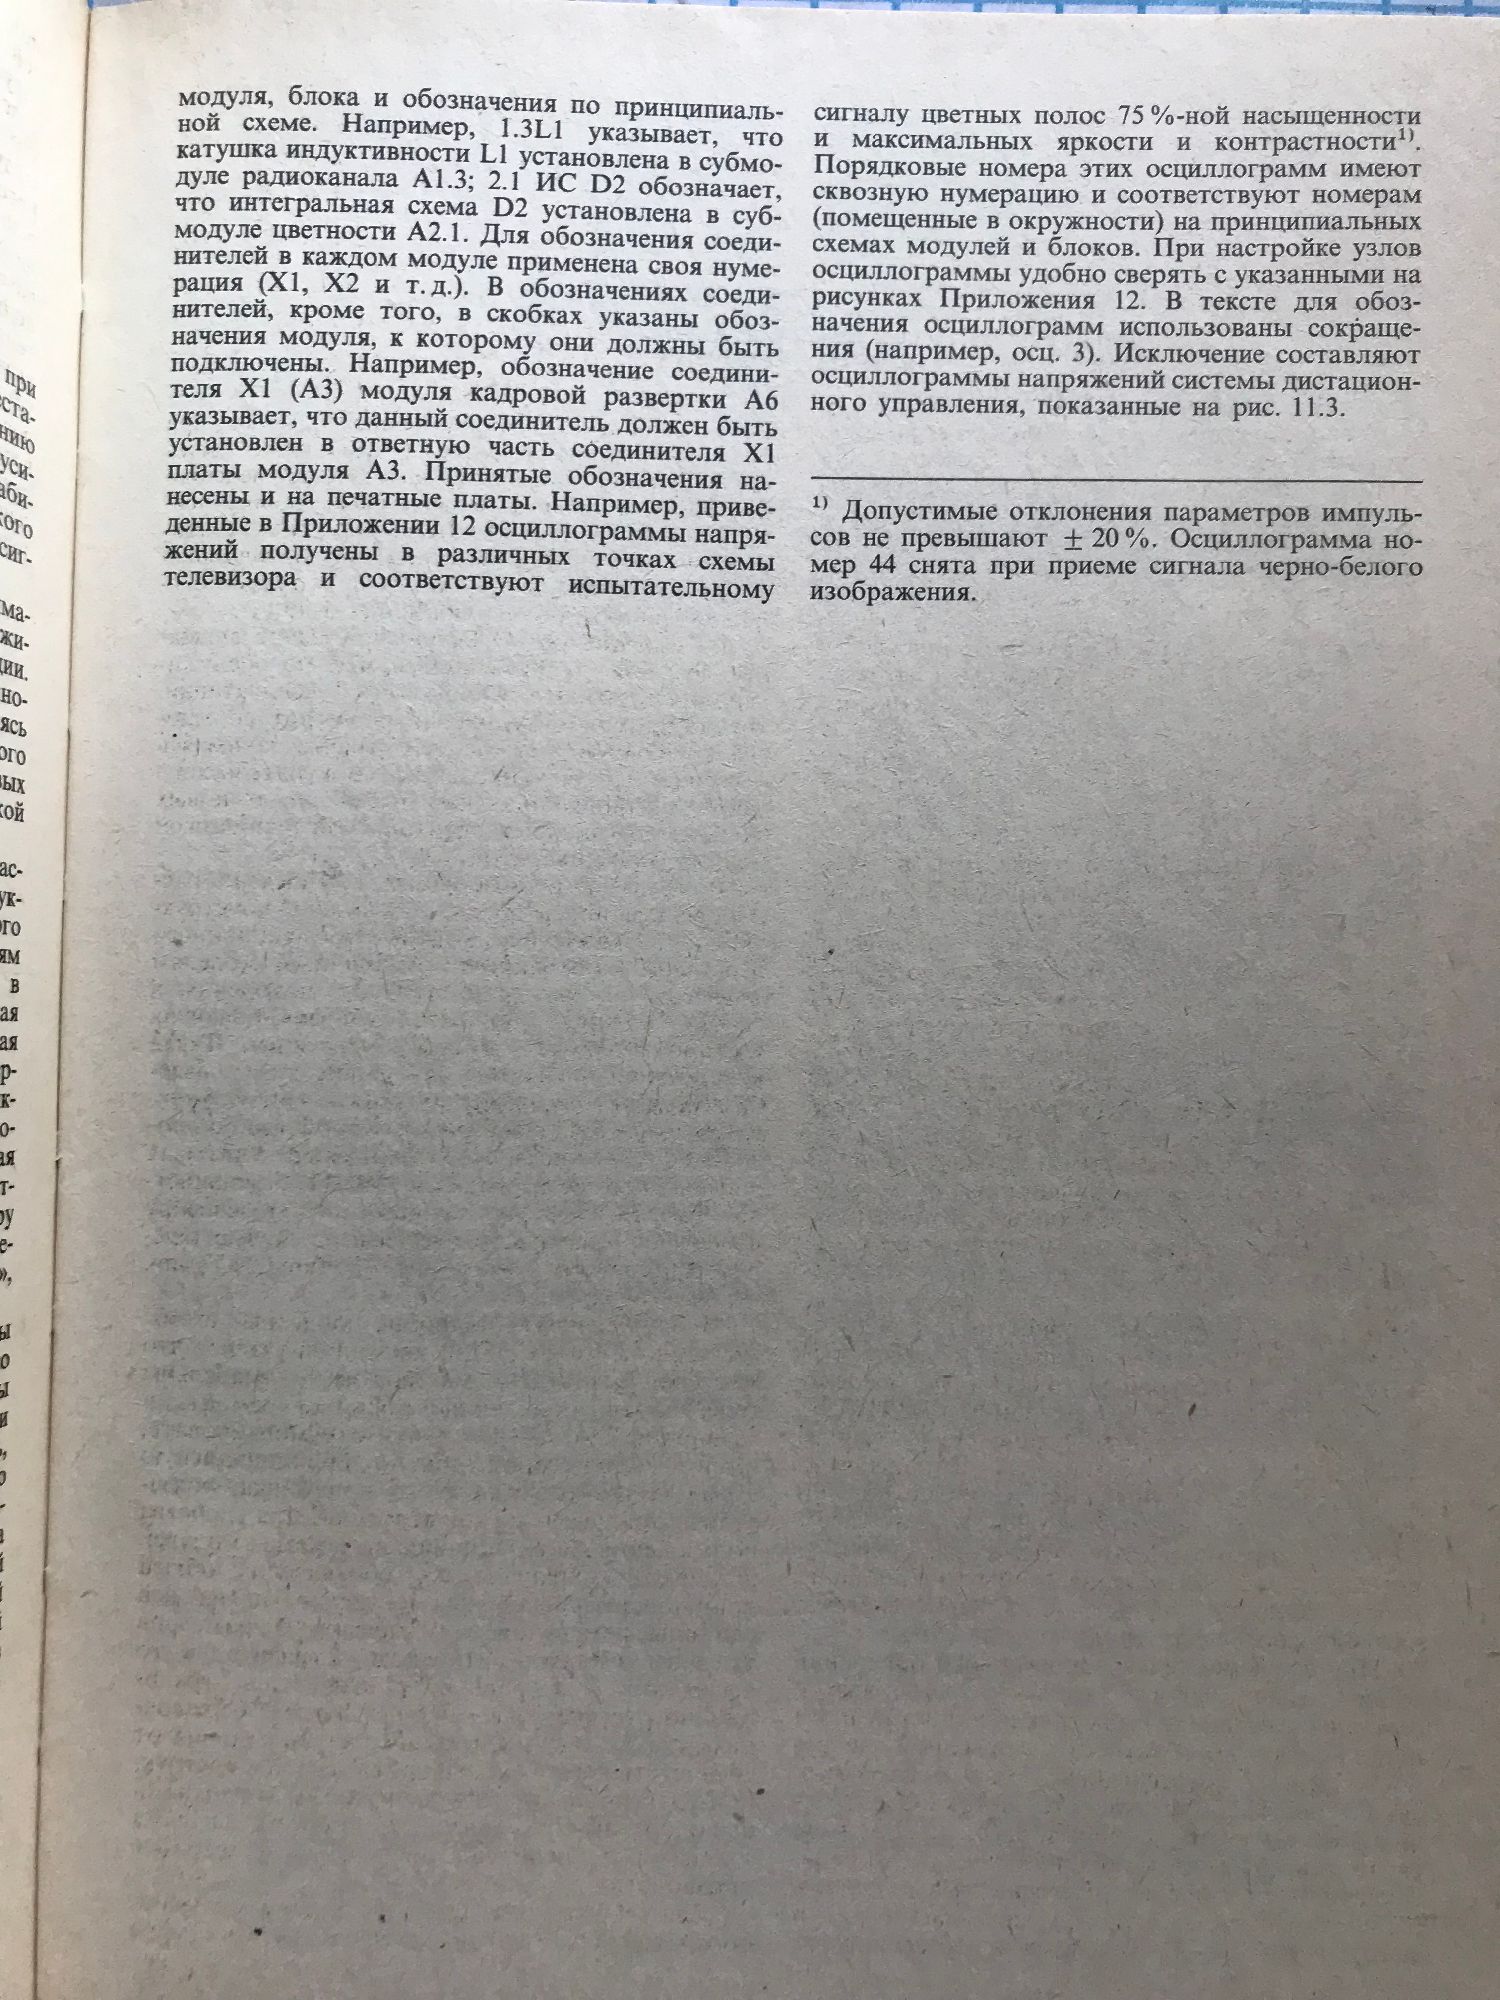 модуля, блока и обозначения по принципиаль-
ной схеме. Например, 1.3L1 указывает, что
катушка индуктивности L1 установлена в субмо-
дуле радиоканала А1.3; 2.1 ИС D2 обозначает,
что интегральная схема D2 установлена в суб-
модуле цветности А2.1. Для обозначения соеди-
нителей в каждом модуле применена своя нуме-
рация (Х1, Х2 и т. д.). В обозначениях соеди-
нителей, кроме того, в скобках указаны обоз-
начения модуля, к которому они должны быть
подключены. Например, обозначение соедини-
теля Х1 (А3) модуля кадровой развертки А6
указывает, что данный соединитель должен быть
установлен в ответную часть соединителя Х1
платы модуля А3. Принятые обозначения на-
несены и на печатные платы. Например, приве-
денные в Приложении 12 осциллограммы напря-
жений получены в различных точках схемы
телевизора и соответствуют испытательному
сигналу цветных полос 75 %-ной насыщенности
и максимальных яркости и контрастности¹⁾.
Порядковые номера этих осциллограмм имеют
сквозную нумерацию и соответствуют номерам
(помещенные в окружности) на принципиальных
схемах модулей и блоков. При настройке узлов
осциллограммы удобно сверять с указанными на
рисунках Приложения 12. В тексте для обоз-
начения осциллограмм использованы сокраще-
ния (например, осц. 3). Исключение составляют
осциллограммы напряжений системы дистацион-
ного управления, показанные на рис. 11.3.
¹⁾ Допустимые отклонения параметров импуль-
сов не превышают ± 20 %. Осциллограмма но-
мер 44 снята при приеме сигнала черно-белого
изображения.